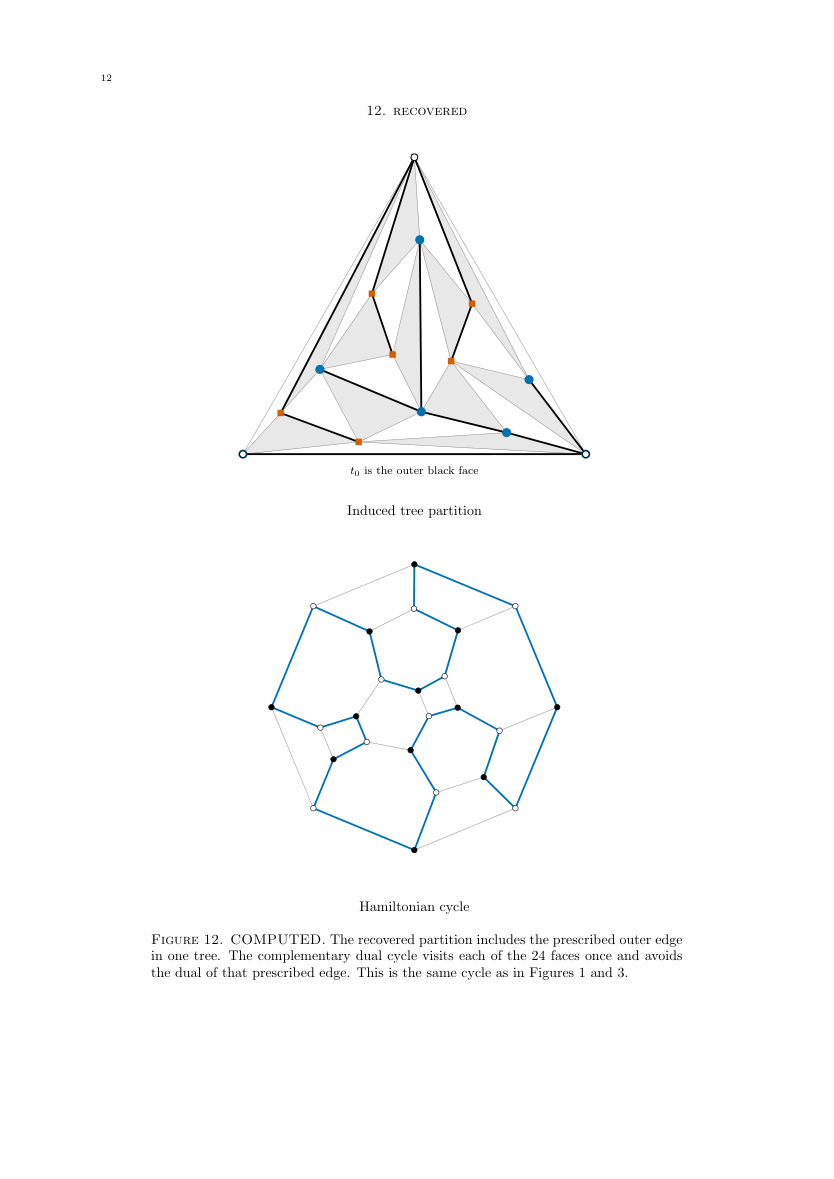 12
12. RECOVERED
t₀ is the outer black face
Induced tree partition
Hamiltonian cycle
FIGURE 12. COMPUTED. The recovered partition includes the prescribed outer edge
in one tree. The complementary dual cycle visits each of the 24 faces once and avoids
the dual of that prescribed edge. This is the same cycle as in Figures 1 and 3.